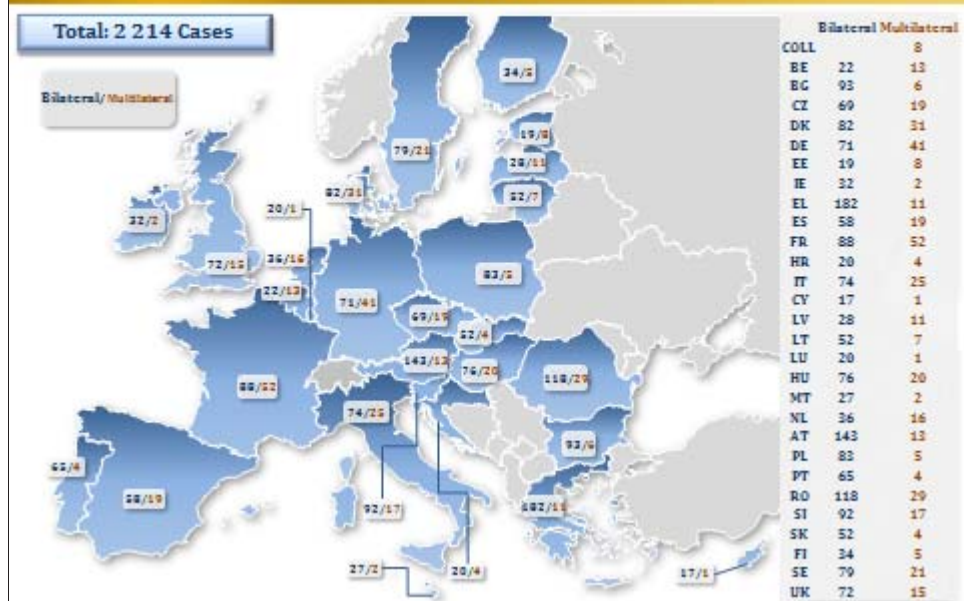 Total: 2 214 Cases
Bilateral/Multilateral
34/5
19/8
79/21
28/11
52/7
82/31
20/1
32/2
36/16
72/15
83/5
22/13
71/41
69/19
52/4
143/13
76/20
118/29
88/52
74/25
93/6
65/4
58/19
92/17
182/11
27/2
20/4
17/1
Bilateral Multilateral
COLL 8
BE 22 13
BG 93 6
CZ 69 19
DK 82 31
DE 71 41
EE 19 8
IE 32 2
EL 182 11
ES 58 19
FR 88 52
HR 20 4
IT 74 25
CY 17 1
LV 28 11
LT 52 7
LU 20 1
HU 76 20
MT 27 2
NL 36 16
AT 143 13
PL 83 5
PT 65 4
RO 118 29
SI 92 17
SK 52 4
FI 34 5
SE 79 21
UK 72 15